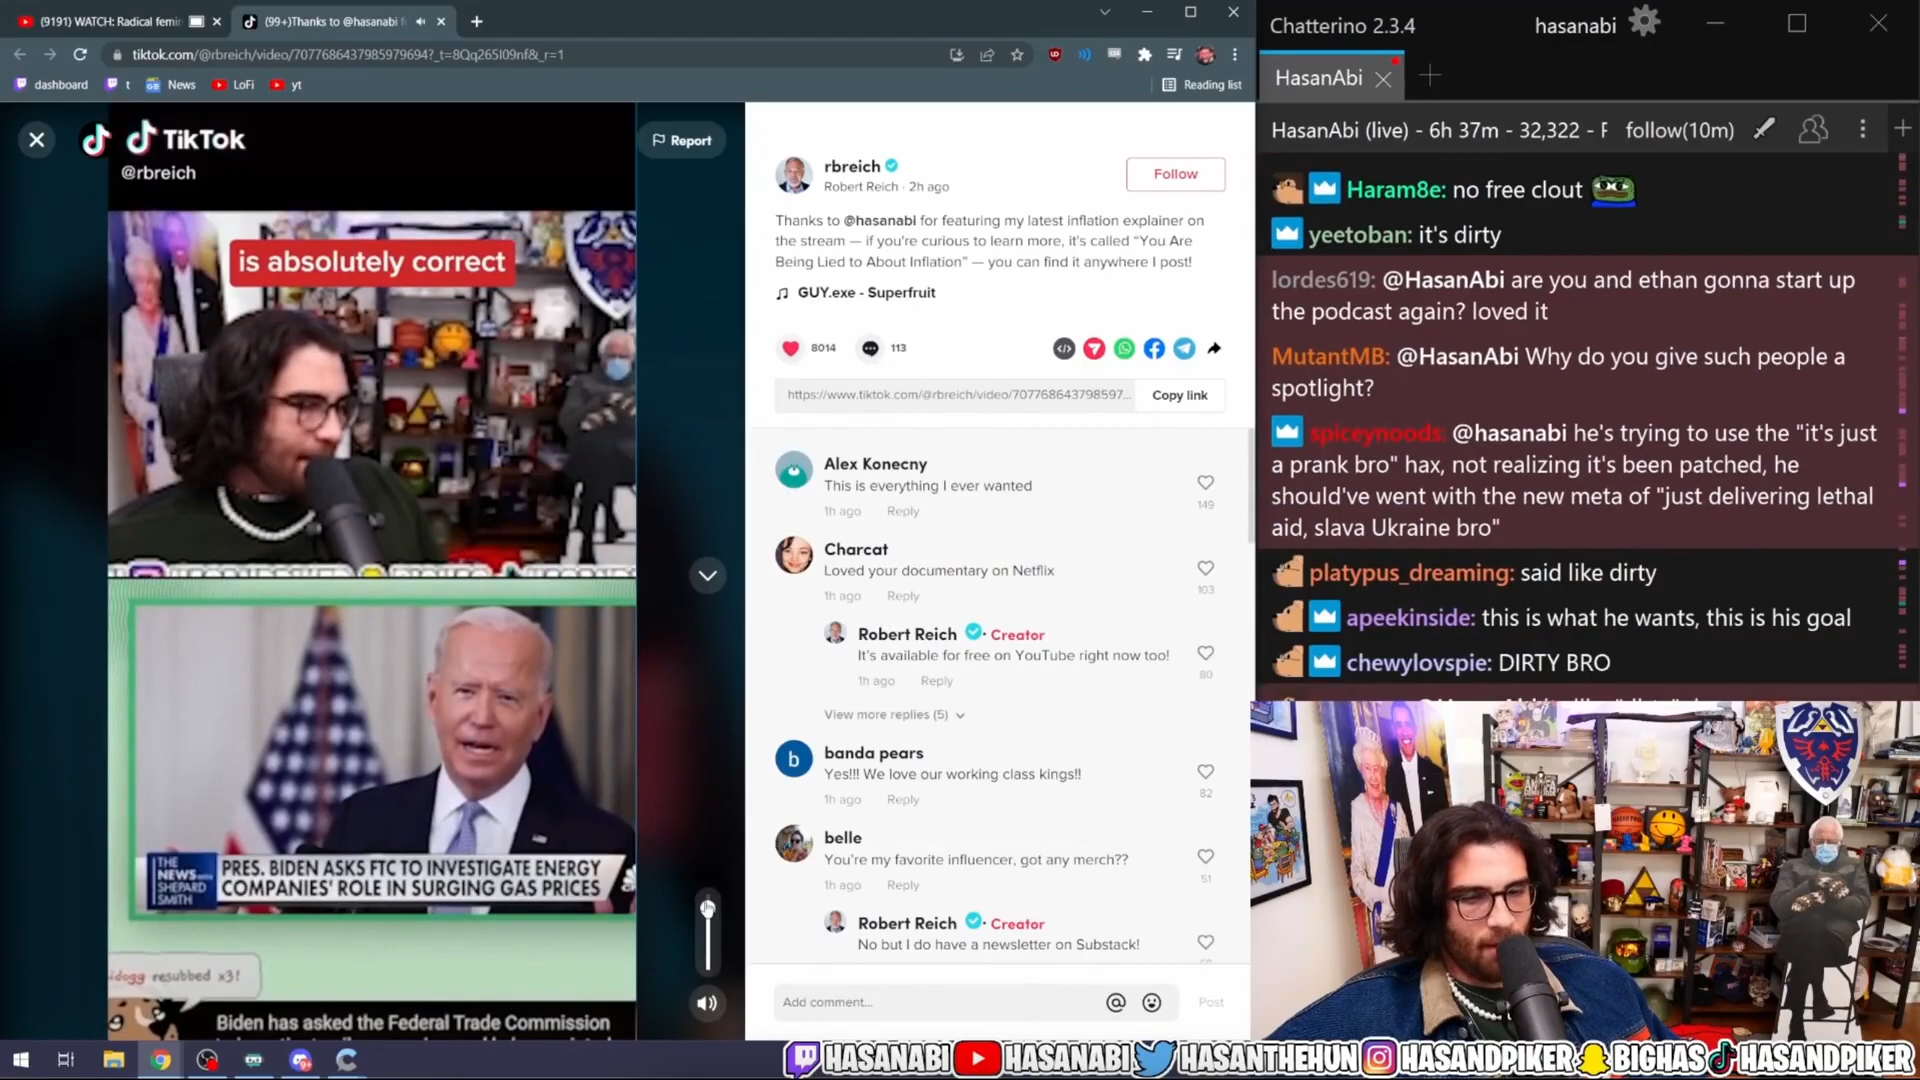 (9191) WATCH: Radical femin
(99+)Thanks to @hasanabi f
tiktok.com/@rbreich/video/7077686437985979694?_t=8Qq265I09nf&_r=1
dashboard
t
News
LoFi
yt
Reading list
TikTok
@rbreich
Report
is absolutely correct
THE NEWS WITH SHEPARD SMITH
PRES. BIDEN ASKS FTC TO INVESTIGATE ENERGY
COMPANIES' ROLE IN SURGING GAS PRICES
idogg resubbed x3!
Biden has asked the Federal Trade Commission
rbreich
Robert Reich · 2h ago
Follow
Thanks to @hasanabi for featuring my latest inflation explainer on
the stream — if you're curious to learn more, it's called “You Are
Being Lied to About Inflation” — you can find it anywhere I post!
GUY.exe - Superfruit
8014
113
https://www.tiktok.com/@rbreich/video/707768643798597...
Copy link
Alex Konecny
This is everything I ever wanted
149
1h ago Reply
Charcat
Loved your documentary on Netflix
103
1h ago Reply
Robert Reich · Creator
It's available for free on YouTube right now too!
80
1h ago Reply
View more replies (5)
b
banda pears
Yes!!! We love our working class kings!!
82
1h ago Reply
belle
You're my favorite influencer, got any merch??
51
1h ago Reply
Robert Reich · Creator
No but I do have a newsletter on Substack!
Add comment...
Post
Chatterino 2.3.4
hasanabi
HasanAbi
HasanAbi (live) - 6h 37m - 32,322 - F
follow(10m)
Haram8e: no free clout
yeetoban: it's dirty
lordes619: @HasanAbi are you and ethan gonna start up
the podcast again? loved it
MutantMB: @HasanAbi Why do you give such people a
spotlight?
spiceynoods: @hasanabi he's trying to use the "it's just
a prank bro" hax, not realizing it's been patched, he
should've went with the new meta of "just delivering lethal
aid, slava Ukraine bro"
platypus_dreaming: said like dirty
apeekinside: this is what he wants, this is his goal
chewylovspie: DIRTY BRO
HASANABI
HASANABI
HASANTHEHUN
HASANDPIKER
BIGHAS
HASANDPIKER